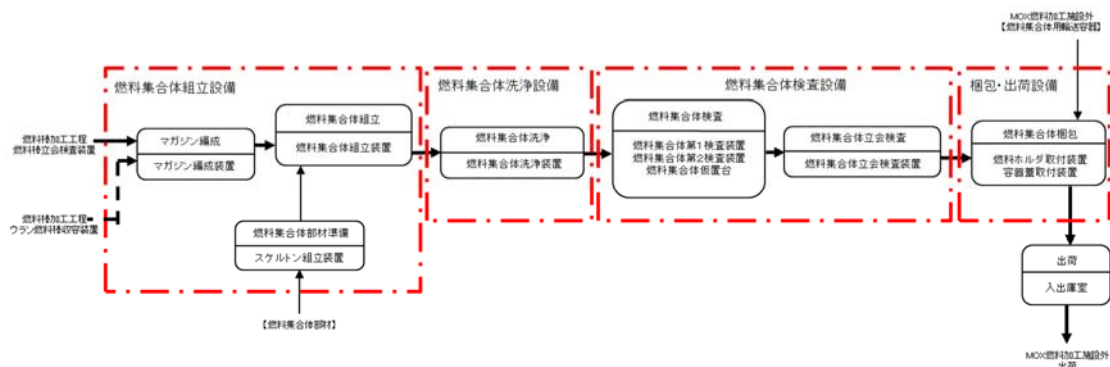 MOX燃料加工施設外
【燃料集合体用輸送容器】
燃料集合体組立設備
燃料集合体洗浄設備
燃料集合体検査設備
梱包・出荷設備
燃料棒加工工程
燃料棒立会検査装置
マガジン編成
マガジン編成装置
燃料集合体組立
燃料集合体組立装置
燃料集合体洗浄
燃料集合体洗浄装置
燃料集合体検査
燃料集合体第1検査装置
燃料集合体第2検査装置
燃料集合体仮置台
燃料集合体立会検査
燃料集合体立会検査装置
燃料集合体梱包
燃料ホルダ取付装置
容器蓋取付装置
燃料棒加工工程
ウラン燃料棒収容装置
燃料集合体部材準備
スケルトン組立装置
【燃料集合体部材】
出荷
入出庫室
MOX燃料加工施設外
出荷